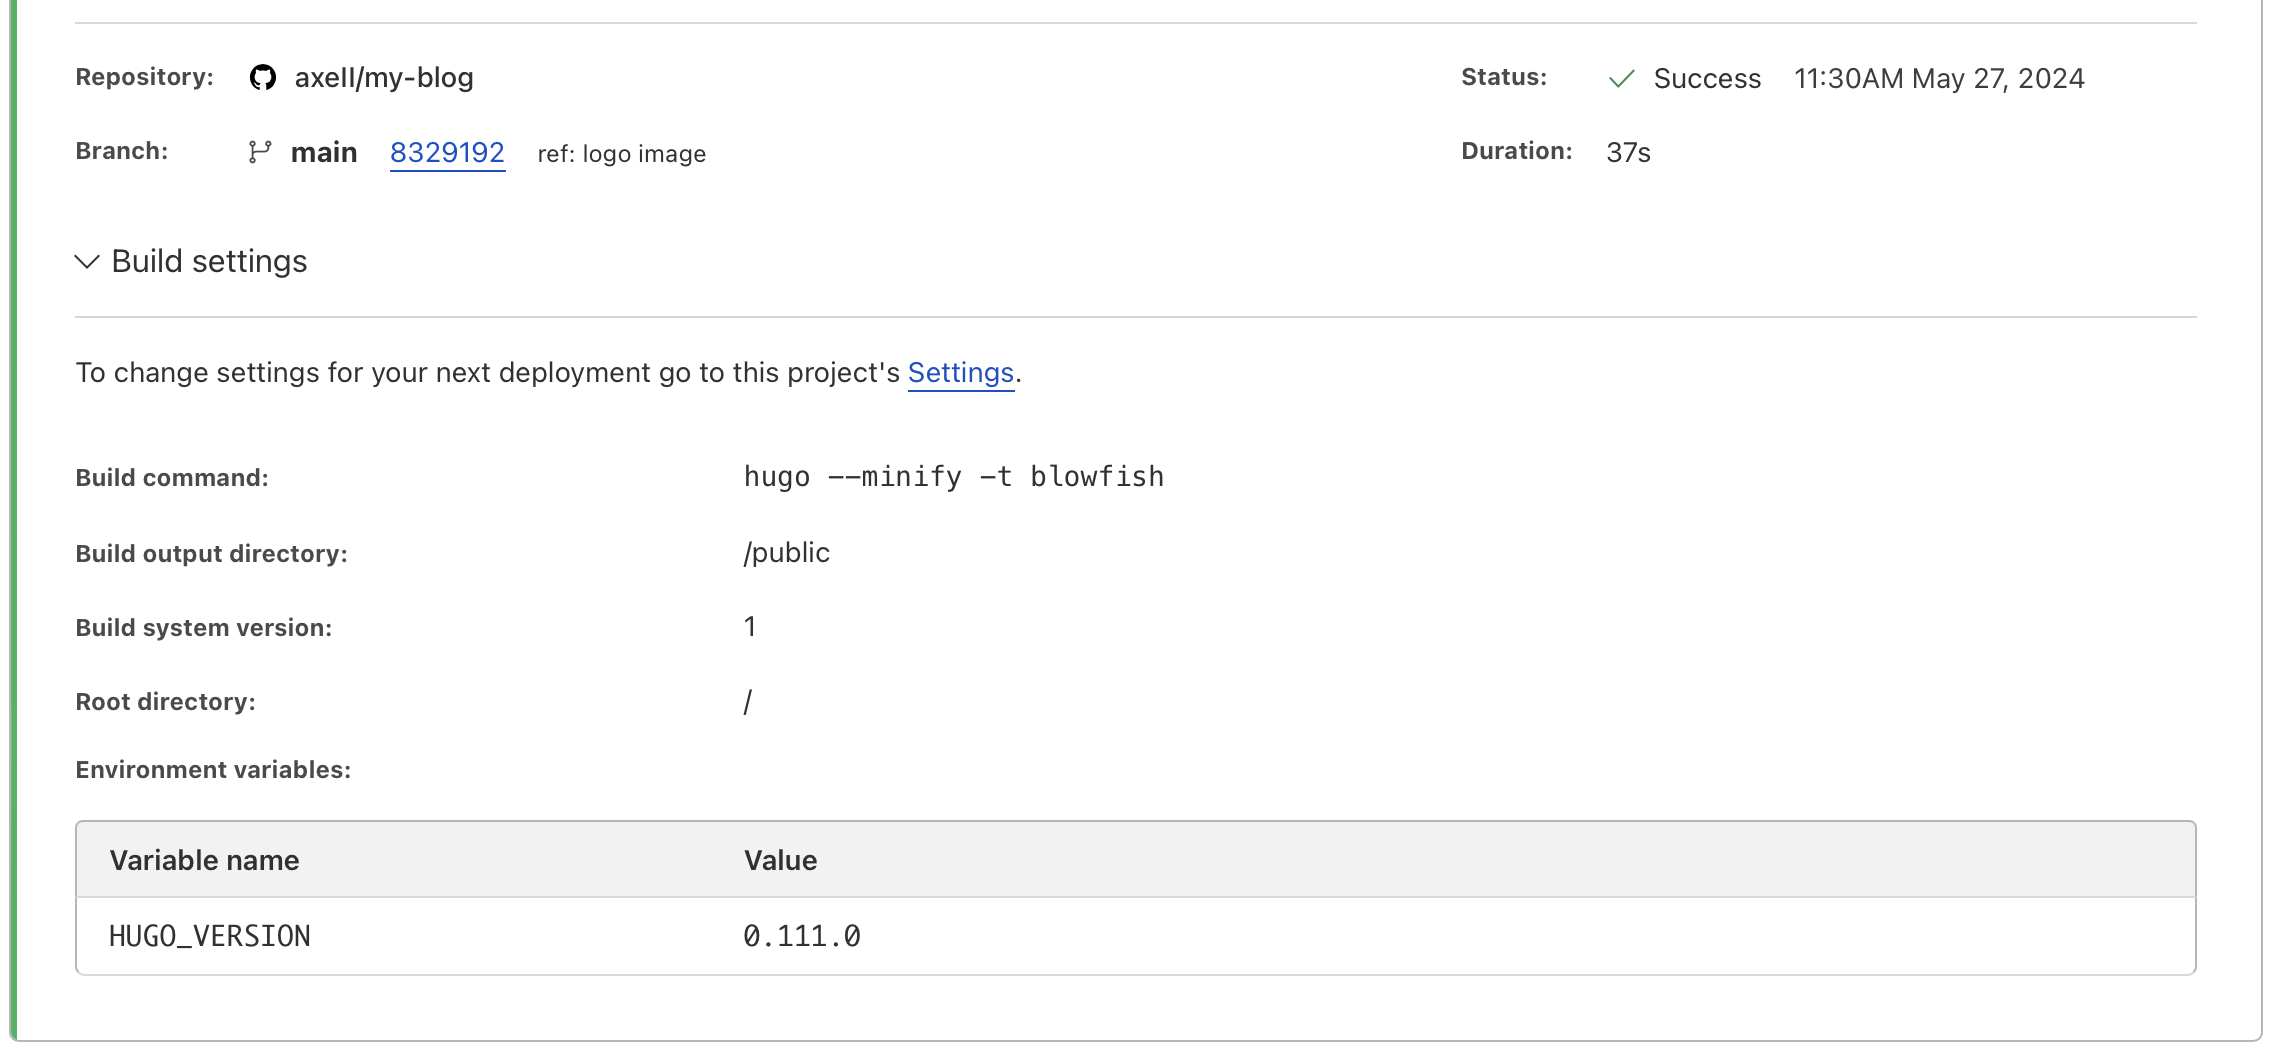 Repository: axell/my-blog Status: Success 11:30AM May 27, 2024
Branch: main 8329192 ref: logo image Duration: 37s
Build settings
To change settings for your next deployment go to this project's Settings.
Build command: hugo --minify -t blowfish
Build output directory: /public
Build system version: 1
Root directory: /
Environment variables:
Variable name Value
HUGO_VERSION 0.111.0